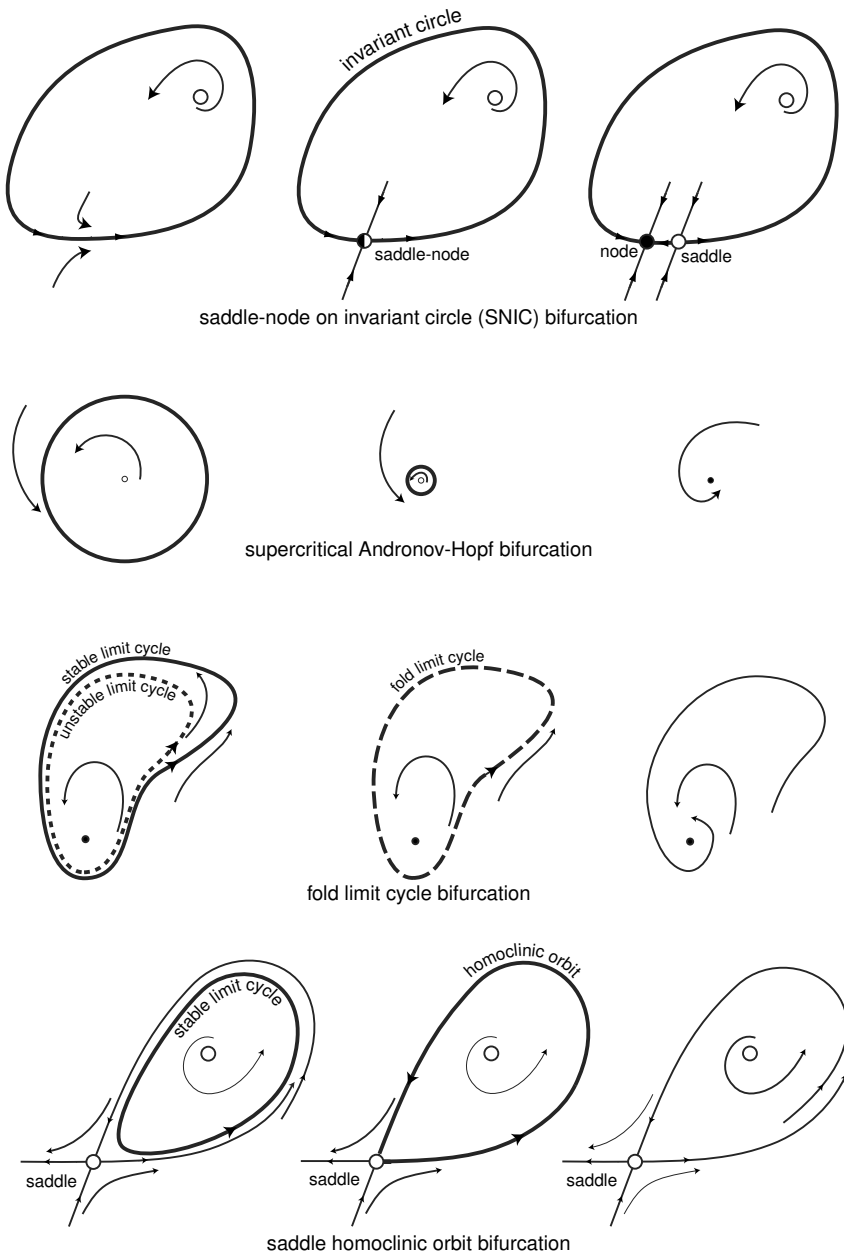 invariant circle
saddle-node
node
saddle
saddle-node on invariant circle (SNIC) bifurcation
supercritical Andronov-Hopf bifurcation
stable limit cycle
unstable limit cycle
fold limit cycle
fold limit cycle bifurcation
stable limit cycle
homoclinic orbit
saddle
saddle
saddle
saddle homoclinic orbit bifurcation